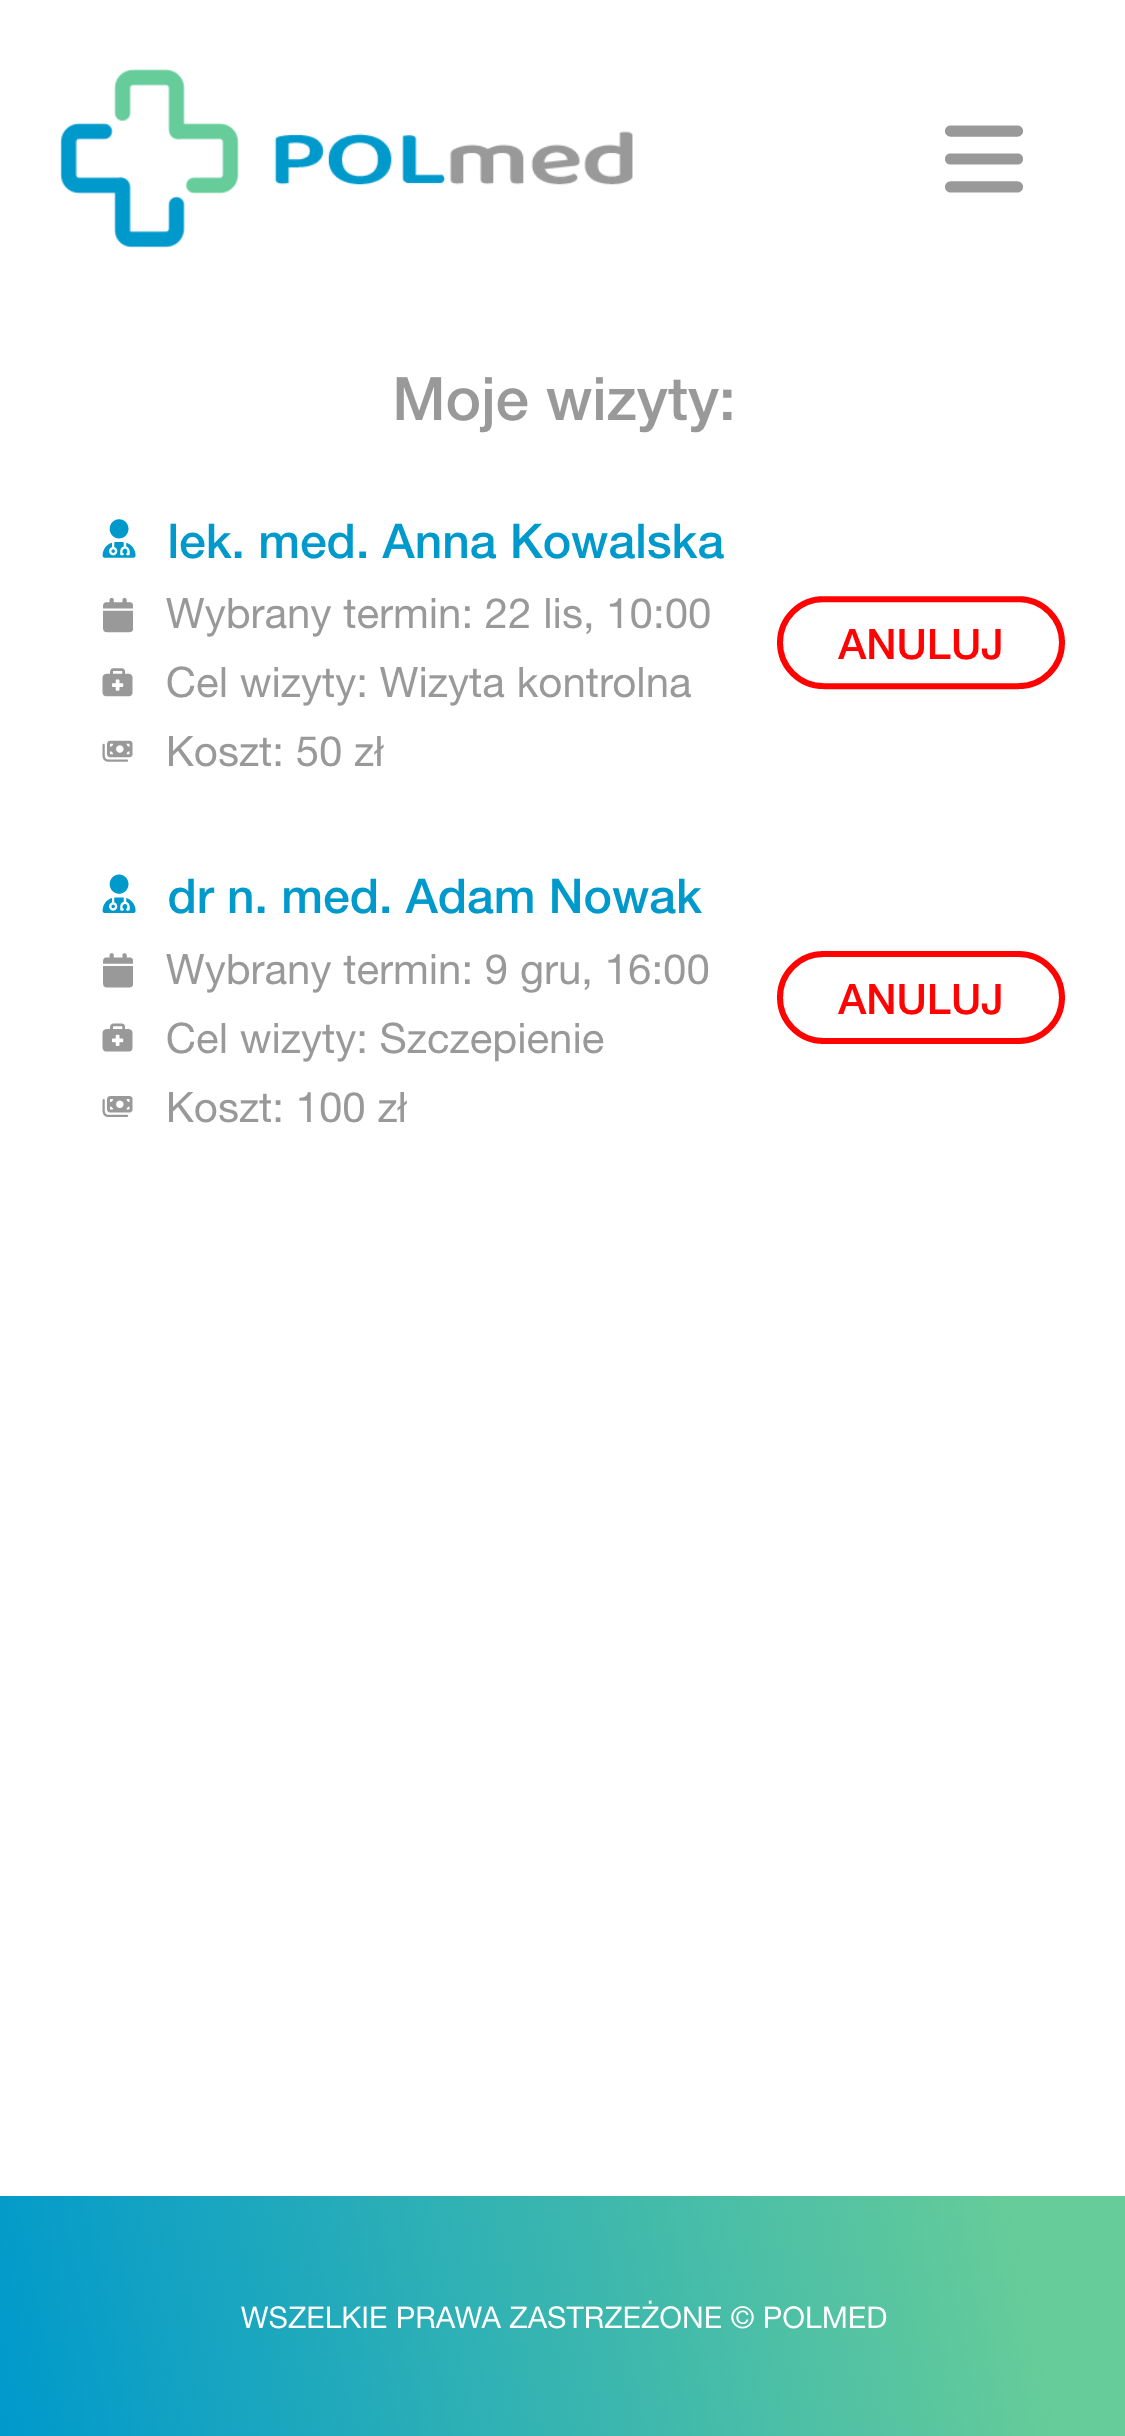 POLmed
Moje wizyty:
lek. med. Anna Kowalska
Wybrany termin: 22 lis, 10:00
ANULUJ
Cel wizyty: Wizyta kontrolna
Koszt: 50 zł
dr n. med. Adam Nowak
Wybrany termin: 9 gru, 16:00
ANULUJ
Cel wizyty: Szczepienie
Koszt: 100 zł
WSZELKIE PRAWA ZASTRZEŻONE © POLMED